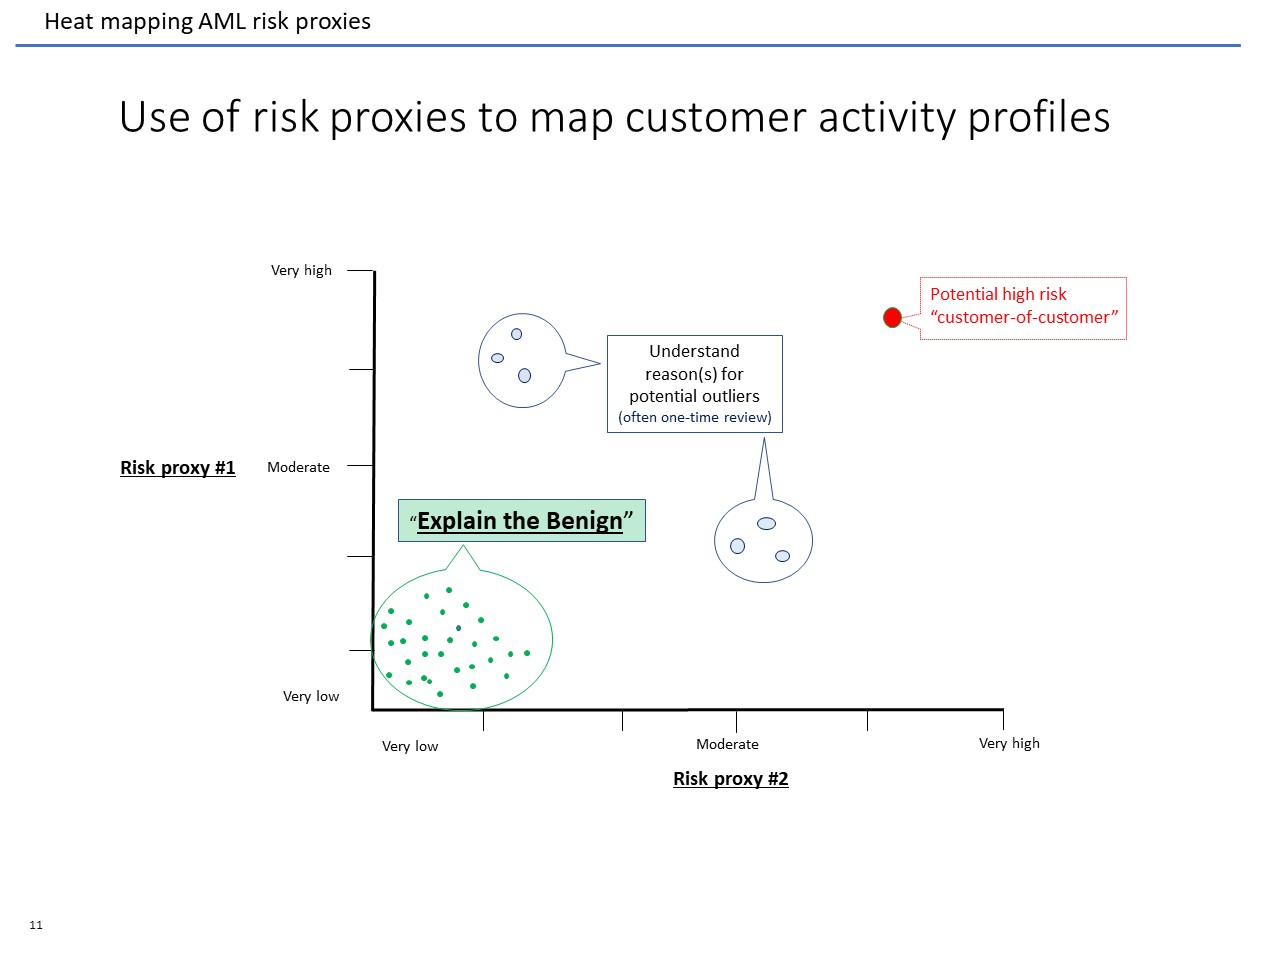 Heat mapping AML risk proxies
Use of risk proxies to map customer activity profiles
Very high
Potential high risk
“customer-of-customer”
Understand
reason(s) for
potential outliers
(often one-time review)
Risk proxy #1
Moderate
“Explain the Benign”
Very low
Very low
Moderate
Very high
Risk proxy #2
11